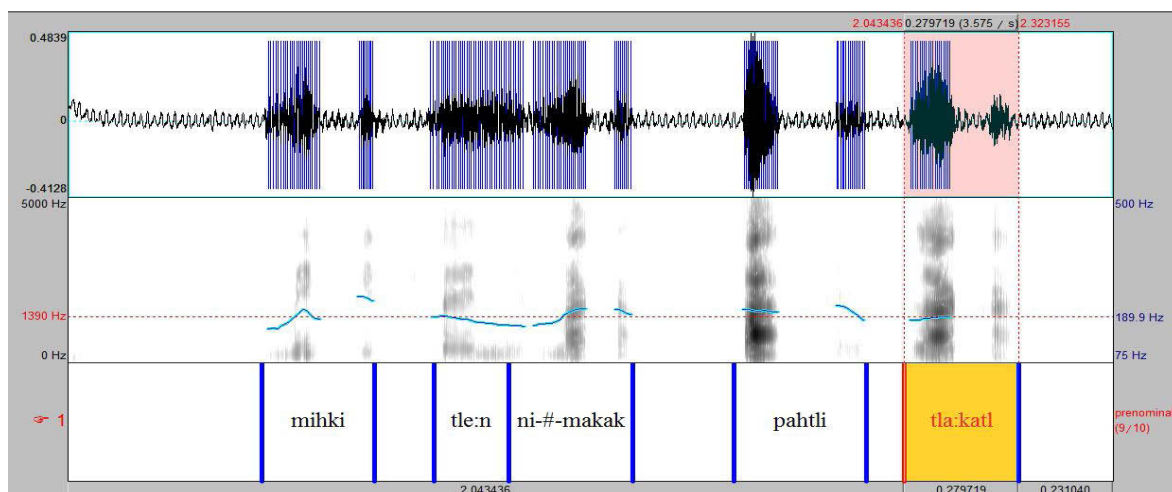 2.043436 0.279719 (3.575 / s) 2.323155
0.4839
0
-0.4128
5000 Hz 500 Hz
1390 Hz 189.9 Hz
0 Hz 75 Hz
1 mihki tle:n ni-#-makak pahtli tla:katl prenomina
(9/10)
2.043436 0.279719 0.231040